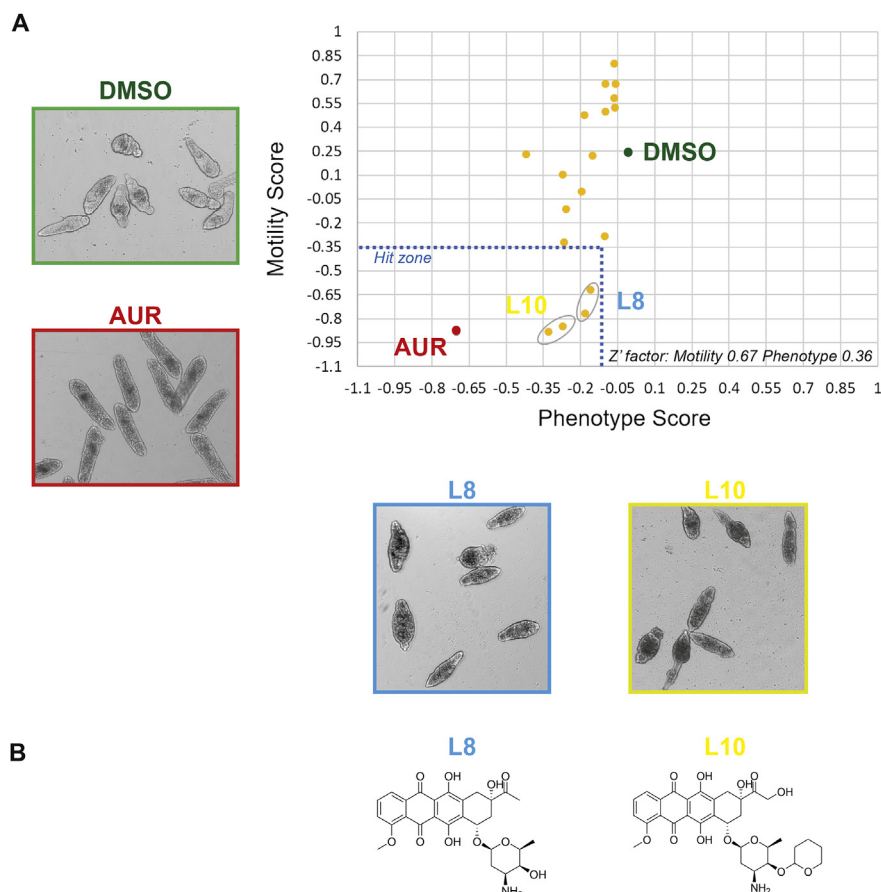 A
DMSO
AUR
Motility Score
1
0.85
0.7
0.55
0.4
0.25
0.1
-0.05
-0.2
-0.35
-0.5
-0.65
-0.8
-0.95
-1.1
DMSO
Hit zone
L10
L8
AUR
Z' factor: Motility 0.67 Phenotype 0.36
-1.1 -0.95 -0.8 -0.65 -0.5 -0.35 -0.2 -0.05 0.1 0.25 0.4 0.55 0.7 0.85 1
Phenotype Score
L8
L10
B
L8
L10
O OH OH O
O O OH O O OH
NH₂
O OH OH O OH
O O OH O O O O
NH₂